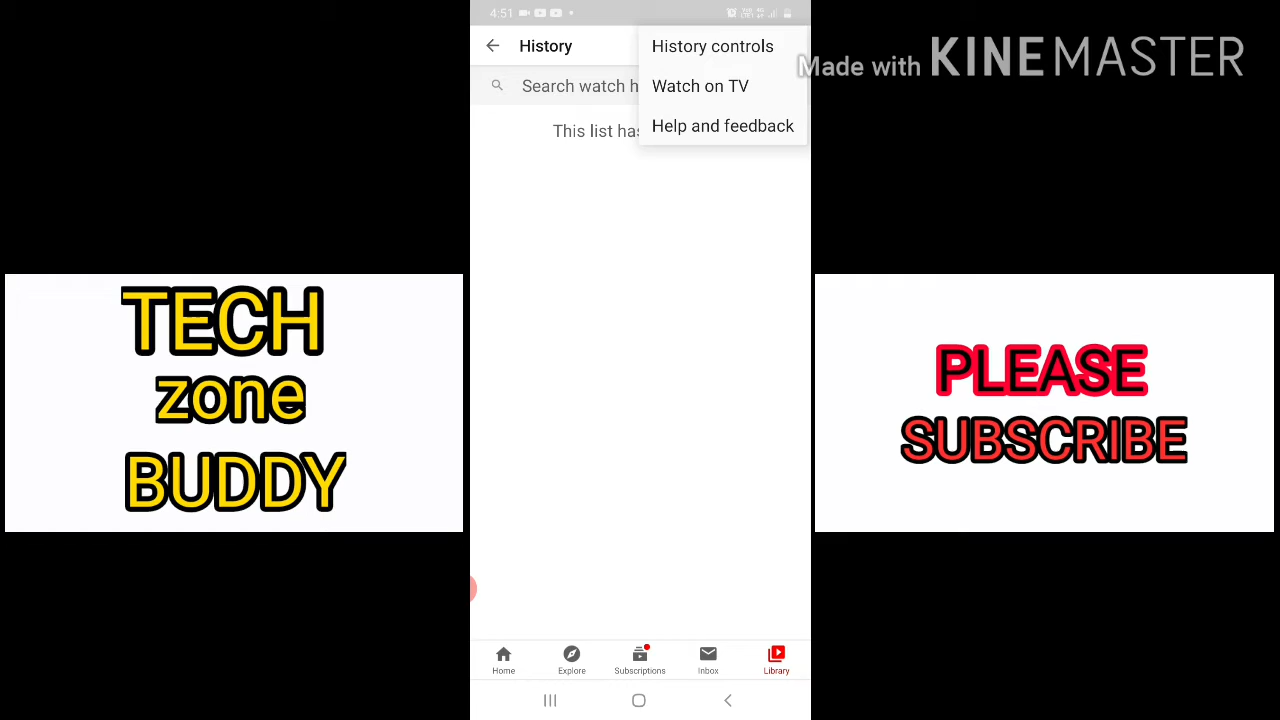 4:51
History
History controls
Made with KINEMASTER
Search watch h
Watch on TV
This list has
Help and feedback
TECH
zone
BUDDY
PLEASE
SUBSCRIBE
Home Explore Subscriptions Inbox Library